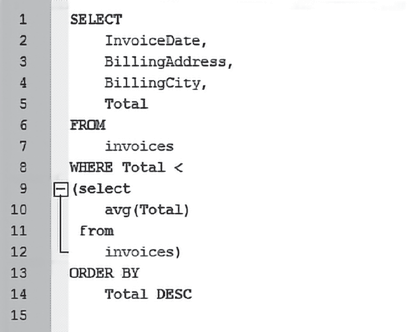 1 SELECT
2 InvoiceDate,
3 BillingAddress,
4 BillingCity,
5 Total
6 FROM
7 invoices
8 WHERE Total <
9 (select
10 avg(Total)
11 from
12 invoices)
13 ORDER BY
14 Total DESC
15